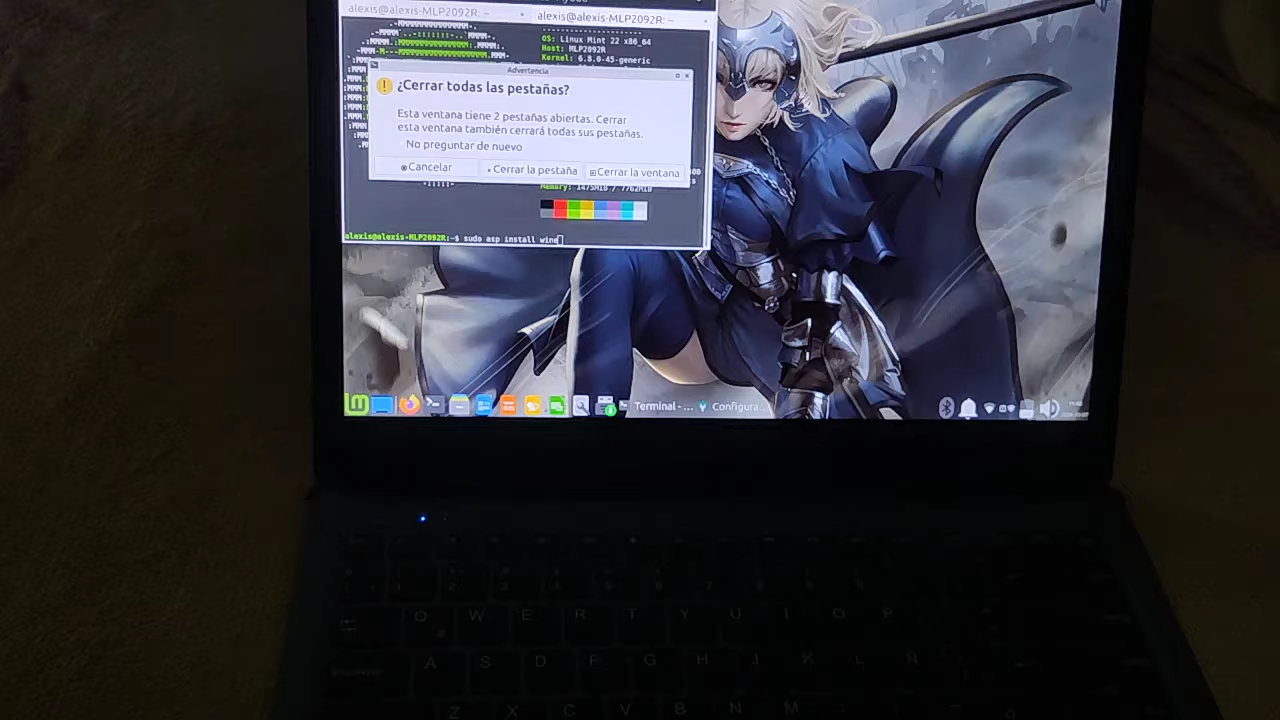 alexis@alexis-MLP2092R: ~
alexis@alexis-MLP2092R: ~
OS: Linux Mint 22 x86_64
Host: MLP2092R
Kernel: 6.8.0-45-generic
Advertencia
¿Cerrar todas las pestañas?
Esta ventana tiene 2 pestañas abiertas. Cerrar
esta ventana también cerrará todas sus pestañas.
No preguntar de nuevo
Cancelar
Cerrar la pestaña
Cerrar la ventana
Memory: 1475MiB / 7762MiB
alexis@alexis-MLP2092R:~$ sudo asp install wine
Terminal - ...
Configura...
Q W E R T Y U I O P
A S D F G H J K L Ñ
Z X C V B N M